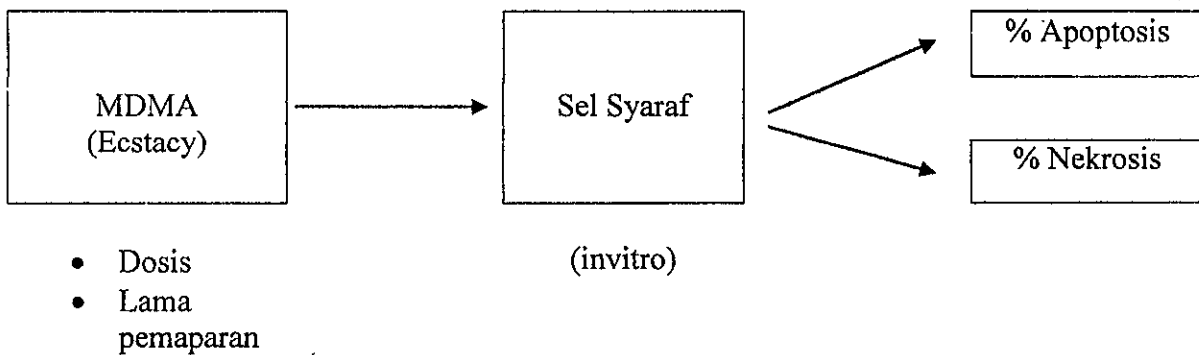 MDMA
(Ecstacy)
Sel Syaraf
% Apoptosis
% Nekrosis
• Dosis
• Lama
pemaparan
(invitro)